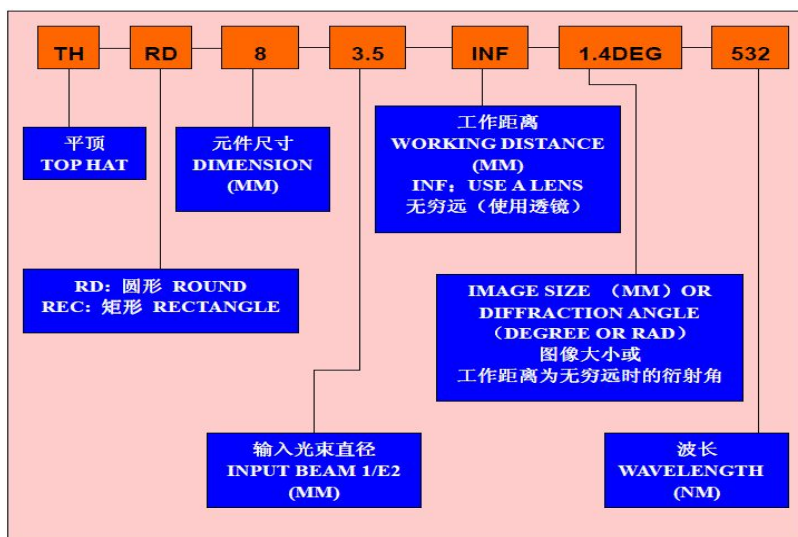 TH RD 8 3.5 INF 1.4DEG 532
平顶
TOP HAT
元件尺寸
DIMENSION
(MM)
工作距离
WORKING DISTANCE
(MM)
INF：USE A LENS
无穷远（使用透镜）
RD：圆形 ROUND
REC：矩形 RECTANGLE
IMAGE SIZE （MM）OR
DIFFRACTION ANGLE
（DEGREE OR RAD）
图像大小或
工作距离为无穷远时的衍射角
输入光束直径
INPUT BEAM 1/E2
(MM)
波长
WAVELENGTH
(NM)